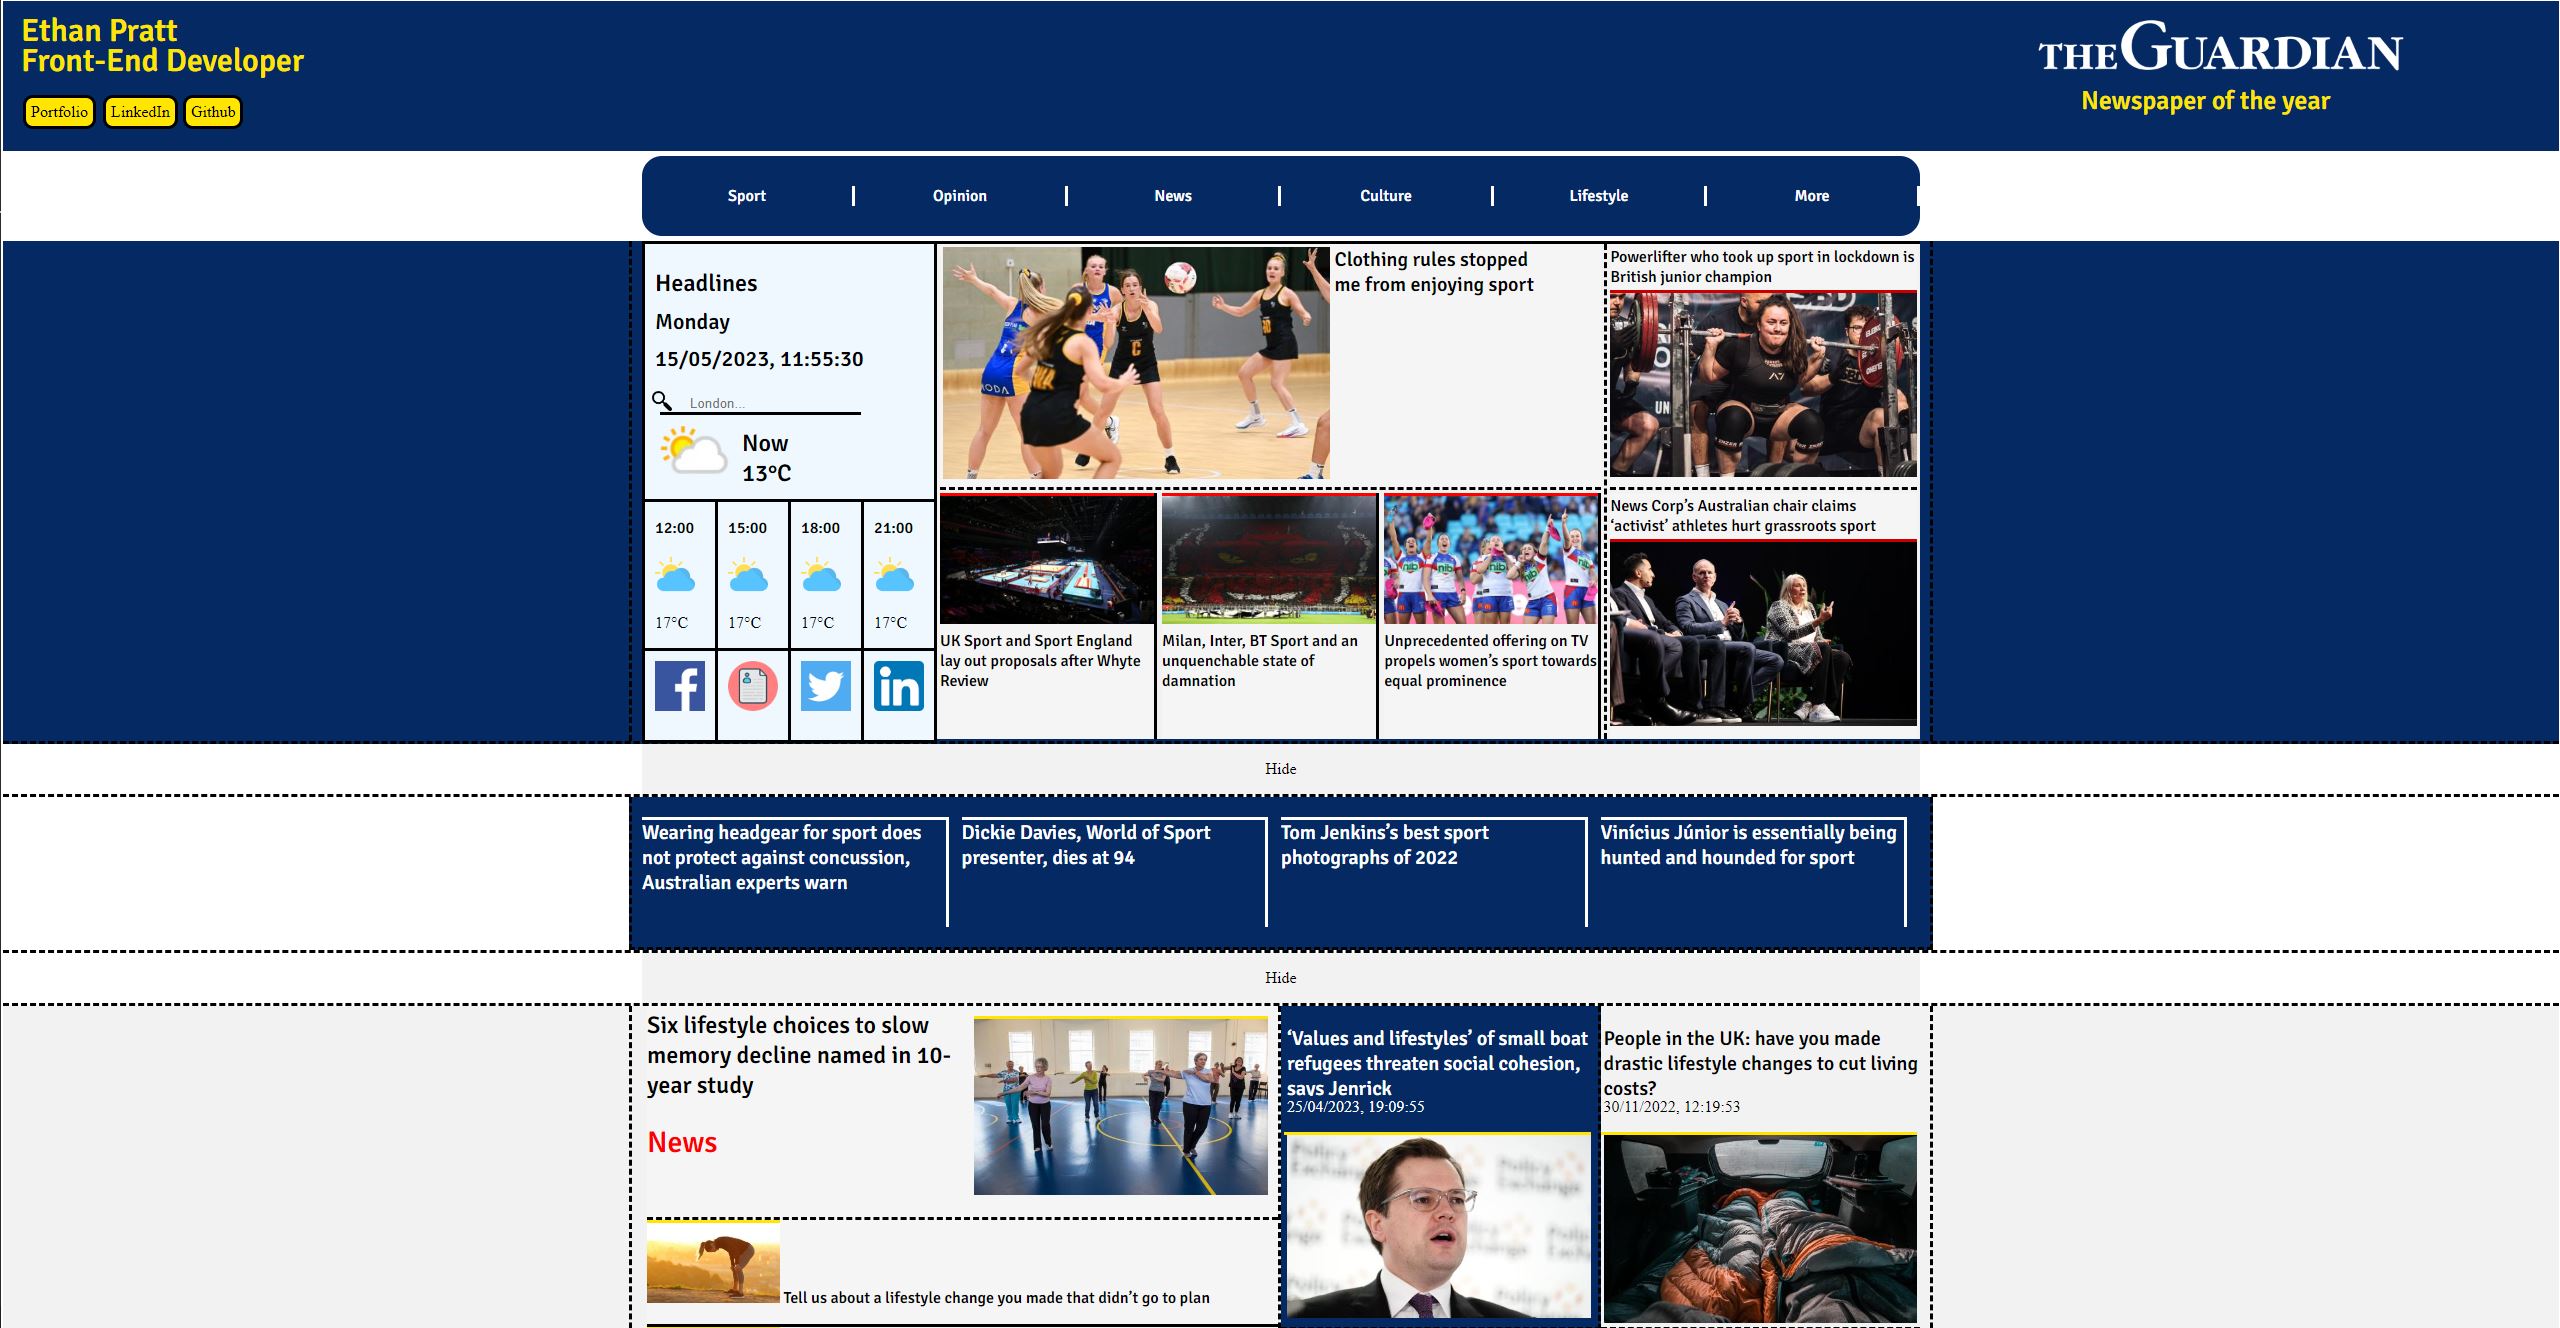 Ethan Pratt
Front-End Developer
Portfolio
LinkedIn
Github
THE GUARDIAN
Newspaper of the year
Sport
Opinion
News
Culture
Lifestyle
More
Headlines
Monday
15/05/2023, 11:55:30
London...
Now
13°C
12:00
15:00
18:00
21:00
17°C
17°C
17°C
17°C
Clothing rules stopped
me from enjoying sport
UK Sport and Sport England
lay out proposals after Whyte
Review
Milan, Inter, BT Sport and an
unquenchable state of
damnation
Unprecedented offering on TV
propels women’s sport towards
equal prominence
Powerlifter who took up sport in lockdown is
British junior champion
News Corp’s Australian chair claims
‘activist’ athletes hurt grassroots sport
Hide
Wearing headgear for sport does
not protect against concussion,
Australian experts warn
Dickie Davies, World of Sport
presenter, dies at 94
Tom Jenkins’s best sport
photographs of 2022
Vinícius Júnior is essentially being
hunted and hounded for sport
Hide
Six lifestyle choices to slow
memory decline named in 10-
year study
News
Tell us about a lifestyle change you made that didn’t go to plan
‘Values and lifestyles’ of small boat
refugees threaten social cohesion,
says Jenrick
25/04/2023, 19:09:55
Policy
Exchange
People in the UK: have you made
drastic lifestyle changes to cut living
costs?
30/11/2022, 12:19:53